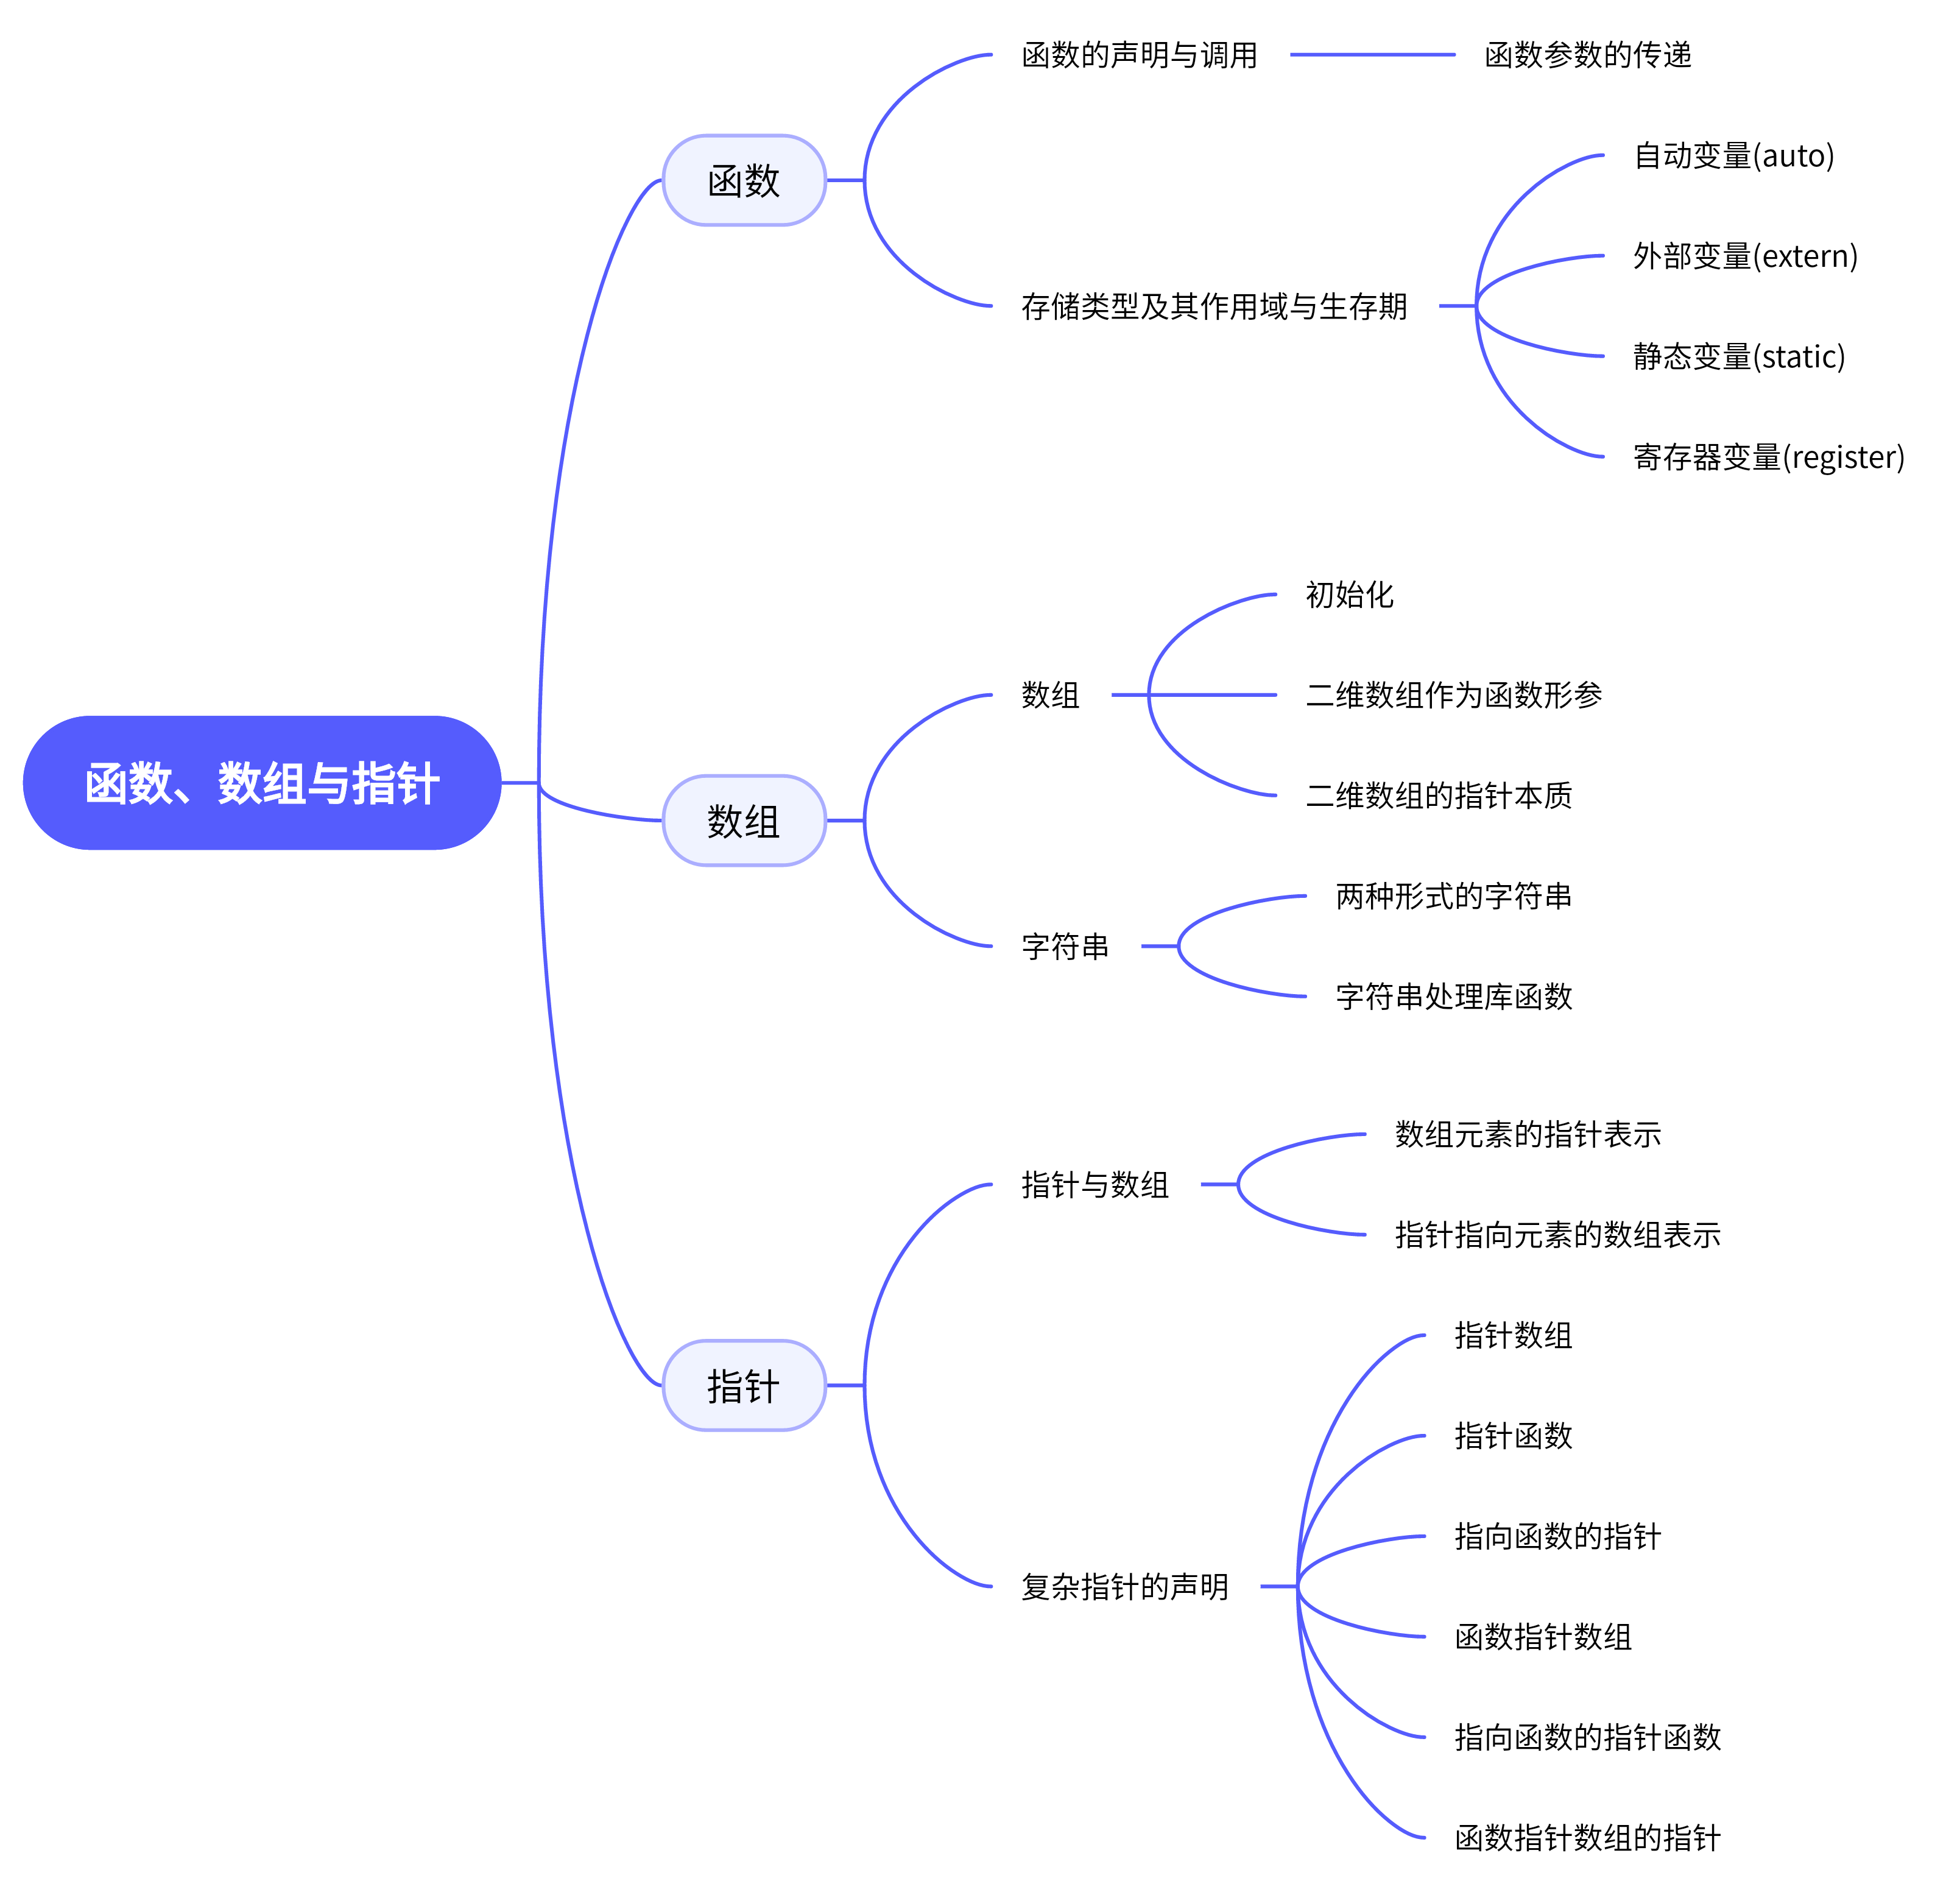 函数、数组与指针
函数
函数的声明与调用
函数参数的传递
存储类型及其作用域与生存期
自动变量(auto)
外部变量(extern)
静态变量(static)
寄存器变量(register)
数组
数组
初始化
二维数组作为函数形参
二维数组的指针本质
字符串
两种形式的字符串
字符串处理库函数
指针
指针与数组
数组元素的指针表示
指针指向元素的数组表示
复杂指针的声明
指针数组
指针函数
指向函数的指针
函数指针数组
指向函数的指针函数
函数指针数组的指针